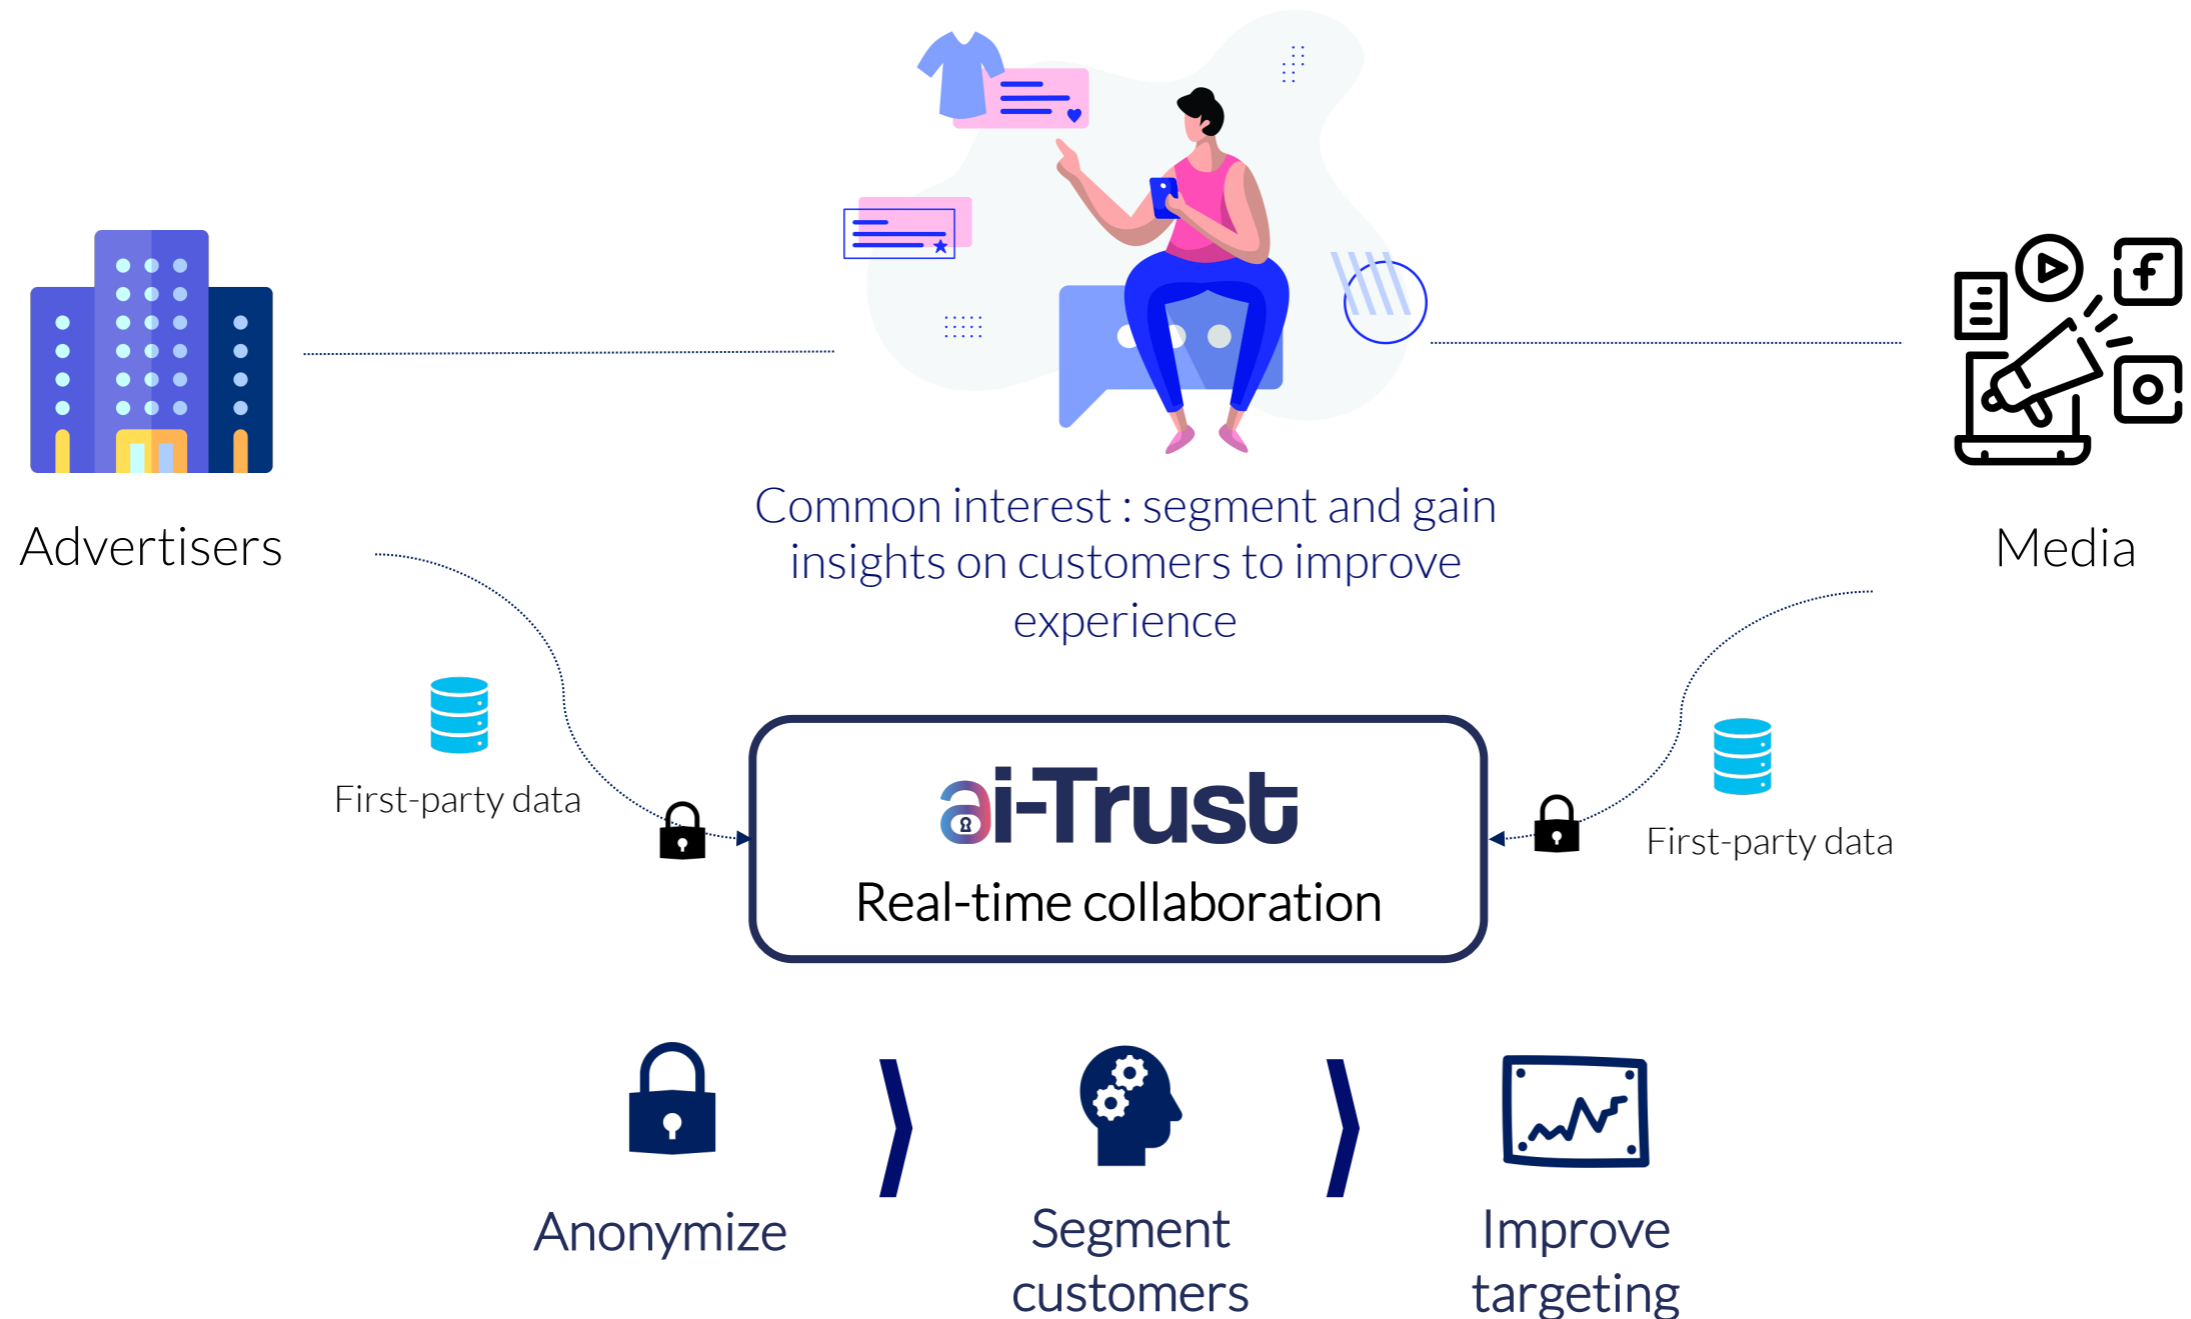 Common interest : segment and gain
insights on customers to improve
experience
Advertisers
Media
First-party data
First-party data
ai-Trust
Real-time collaboration
Anonymize
Segment
customers
Improve
targeting